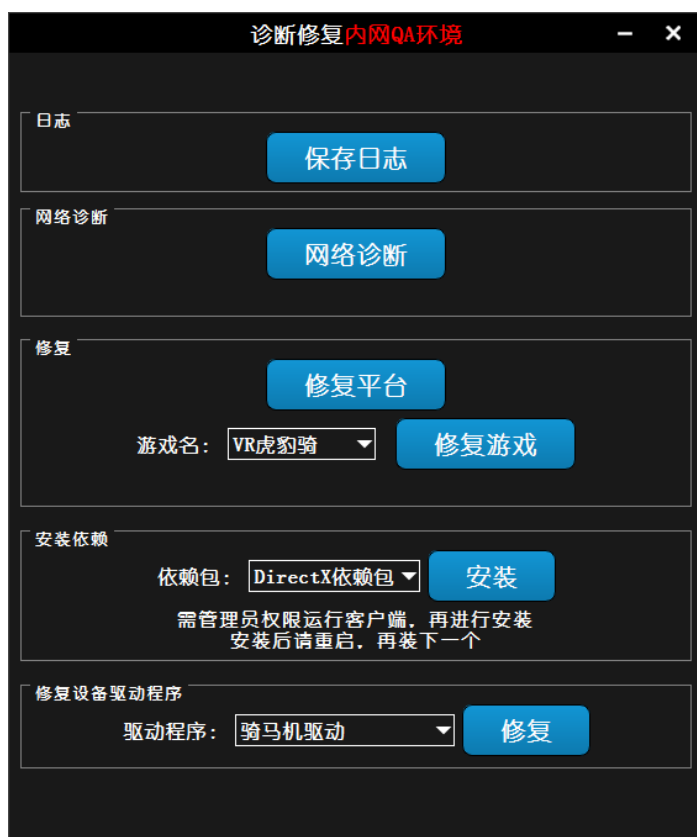 诊断修复内网QA环境
日志
保存日志
网络诊断
网络诊断
修复
修复平台
游戏名： VR虎豹骑 修复游戏
安装依赖
依赖包： DirectX依赖包 安装
需管理员权限运行客户端，再进行安装
安装后请重启，再装下一个
修复设备驱动程序
驱动程序： 骑马机驱动 修复